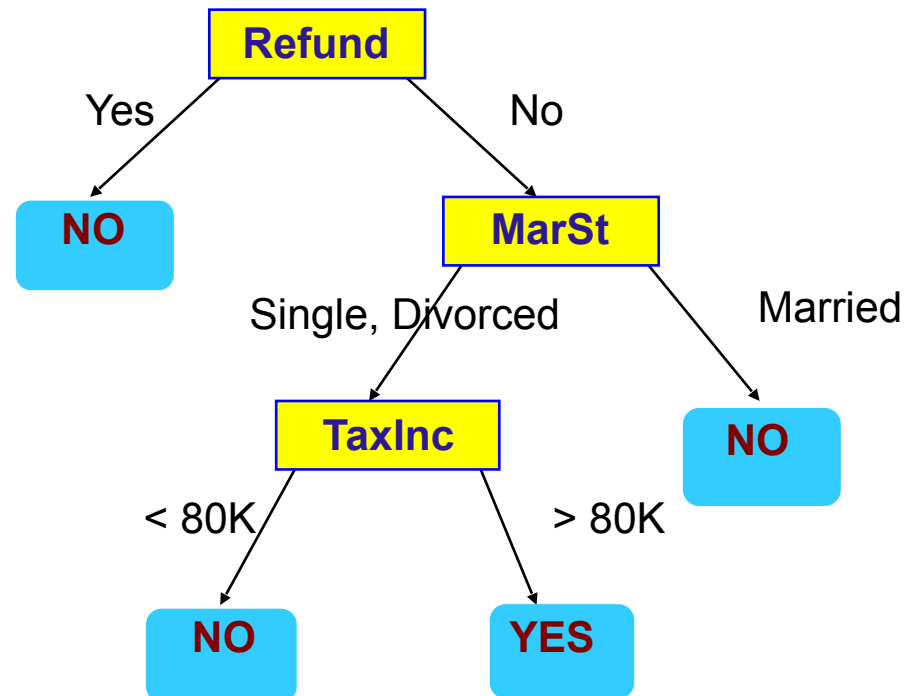 Refund
Yes
No
NO
MarSt
Single, Divorced
Married
TaxInc
NO
< 80K
> 80K
NO
YES